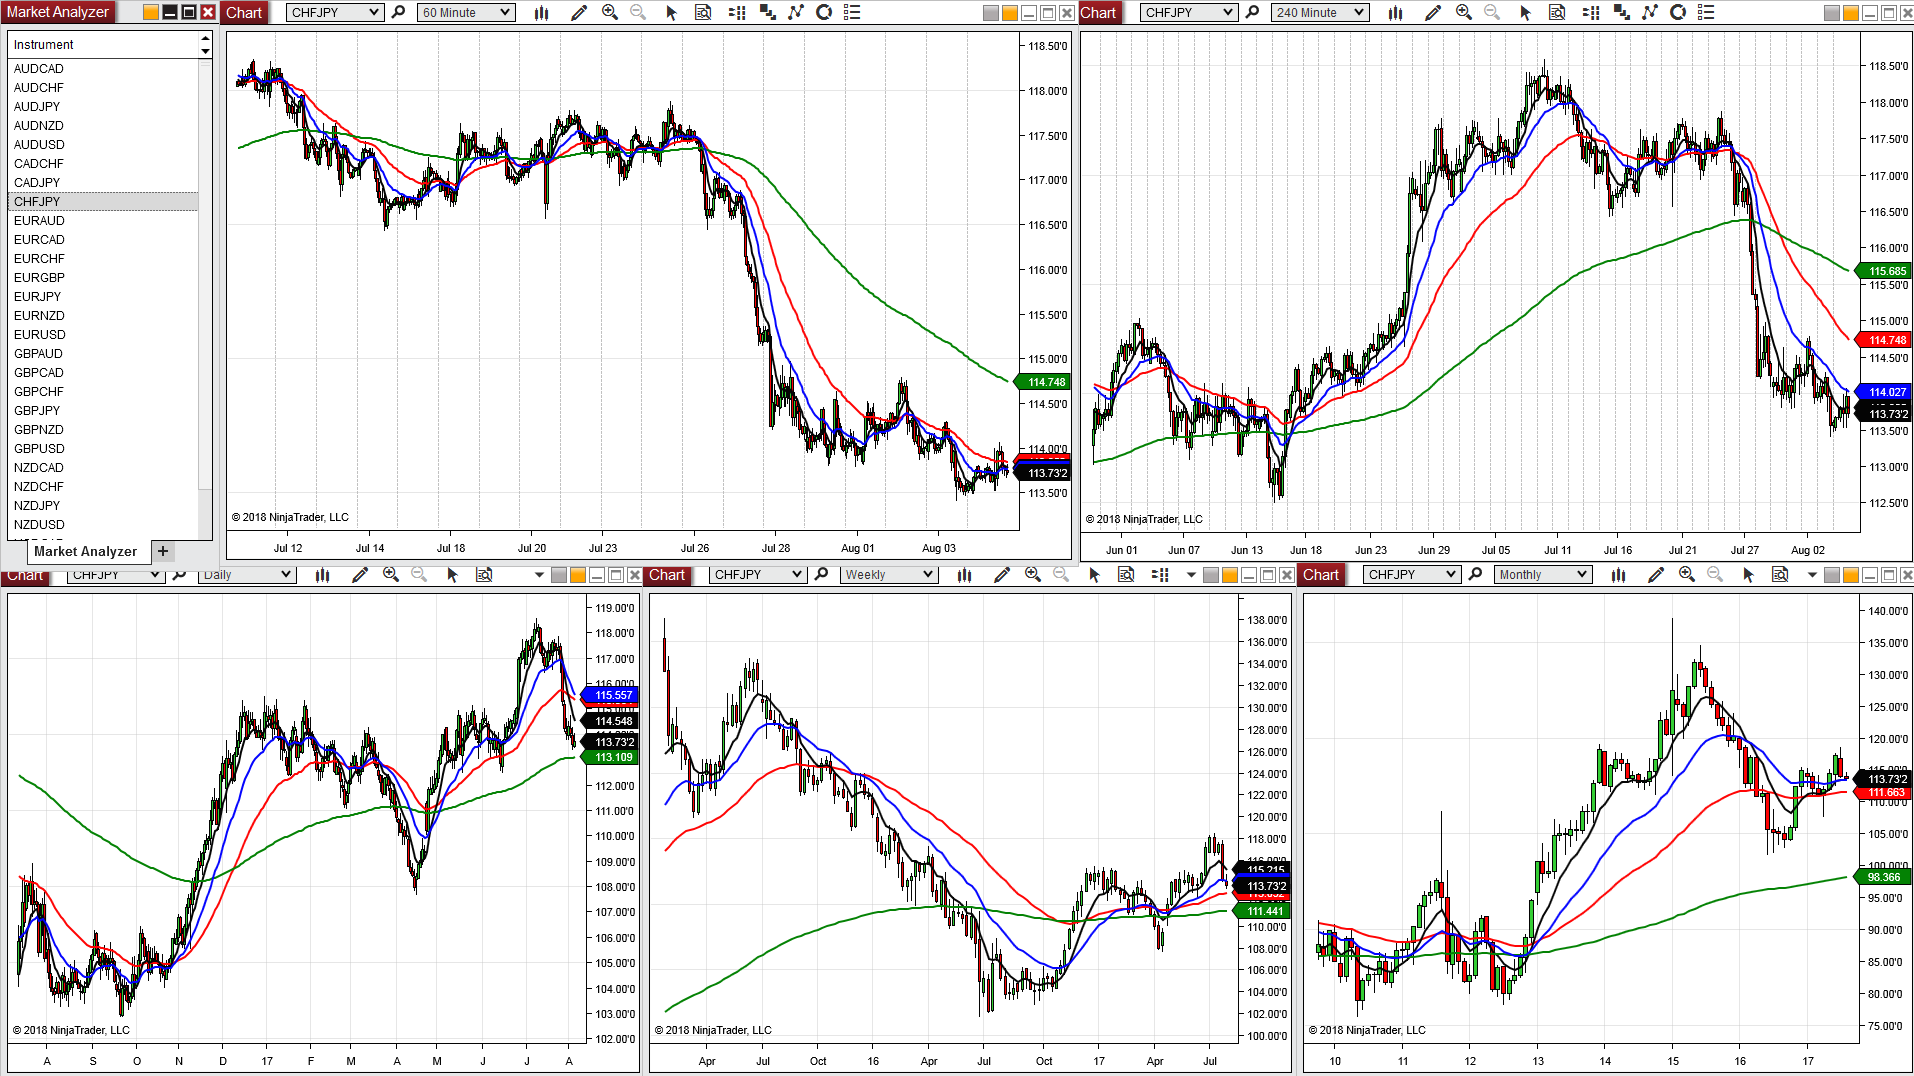 Market Analyzer
Instrument
AUDCAD
AUDCHF
AUDJPY
AUDNZD
AUDUSD
CADCHF
CADJPY
CHFJPY
EURAUD
EURCAD
EURCHF
EURGBP
EURJPY
EURNZD
EURUSD
GBPAUD
GBPCAD
GBPCHF
GBPJPY
GBPNZD
GBPUSD
NZDCAD
NZDCHF
NZDJPY
NZDUSD
Market Analyzer +
Chart CHFJPY 60 Minute
118.50'0
118.00'0
117.50'0
117.00'0
116.50'0
116.00'0
115.50'0
115.00'0
114.748
114.50'0
114.00'0
113.73'2
113.50'0
© 2018 NinjaTrader, LLC
Jul 12 Jul 14 Jul 18 Jul 20 Jul 23 Jul 26 Jul 28 Aug 01 Aug 03
Chart CHFJPY 240 Minute
118.50'0
118.00'0
117.50'0
117.00'0
116.50'0
116.00'0
115.685
115.50'0
115.00'0
114.748
114.50'0
114.027
113.73'2
113.50'0
113.00'0
112.50'0
© 2018 NinjaTrader, LLC
Jun 01 Jun 07 Jun 13 Jun 18 Jun 23 Jun 29 Jul 05 Jul 11 Jul 16 Jul 21 Jul 27 Aug 02
Chart CHFJPY Daily
119.00'0
118.00'0
117.00'0
116.00'0
115.557
114.548
113.73'2
113.109
112.00'0
111.00'0
110.00'0
109.00'0
108.00'0
107.00'0
106.00'0
105.00'0
104.00'0
103.00'0
102.00'0
© 2018 NinjaTrader, LLC
A S O N D 17 F M A M J J A
Chart CHFJPY Weekly
138.00'0
136.00'0
134.00'0
132.00'0
130.00'0
128.00'0
126.00'0
124.00'0
122.00'0
120.00'0
118.00'0
115.215
113.73'2
111.441
110.00'0
108.00'0
106.00'0
104.00'0
102.00'0
100.00'0
© 2018 NinjaTrader, LLC
Apr Jul Oct 16 Apr Jul Oct 17 Apr Jul
Chart CHFJPY Monthly
140.00'0
135.00'0
130.00'0
125.00'0
120.00'0
115.00'0
113.73'2
111.663
110.00'0
105.00'0
100.00'0
98.366
95.00'0
90.00'0
85.00'0
80.00'0
75.00'0
© 2018 NinjaTrader, LLC
10 11 12 13 14 15 16 17